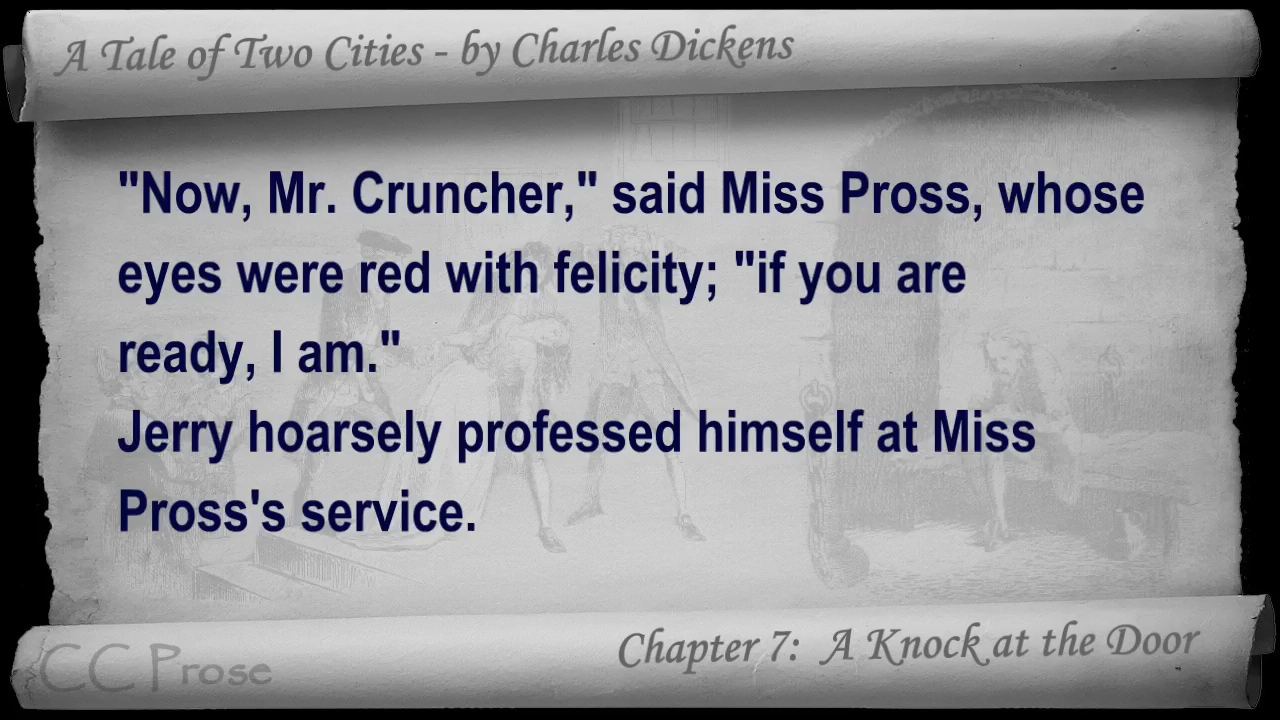 A Tale of Two Cities - by Charles Dickens
"Now, Mr. Cruncher," said Miss Pross, whose
eyes were red with felicity; "if you are
ready, I am."
Jerry hoarsely professed himself at Miss
Pross's service.
CC Prose
Chapter 7: A Knock at the Door